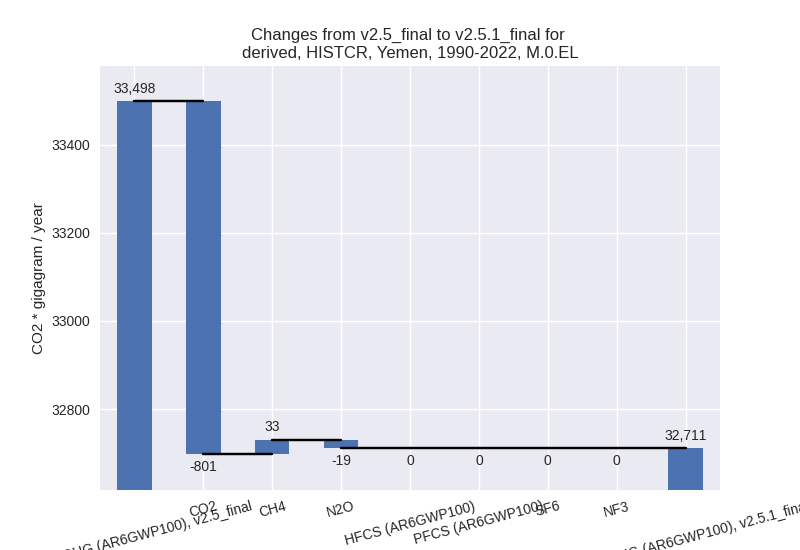 Changes from v2.5_final to v2.5.1_final for
derived, HISTCR, Yemen, 1990-2022, M.0.EL
33,498
33400
33200
33000
32800
CO2 * gigagram / year
-801
33
-19
0
0
0
0
32,711
(AR6GWP100), v2.5_final
CO2
CH4
N2O
HFCS (AR6GWP100)
PFCS (AR6GWP100)
SF6
NF3
(AR6GWP100), v2.5.1_fina